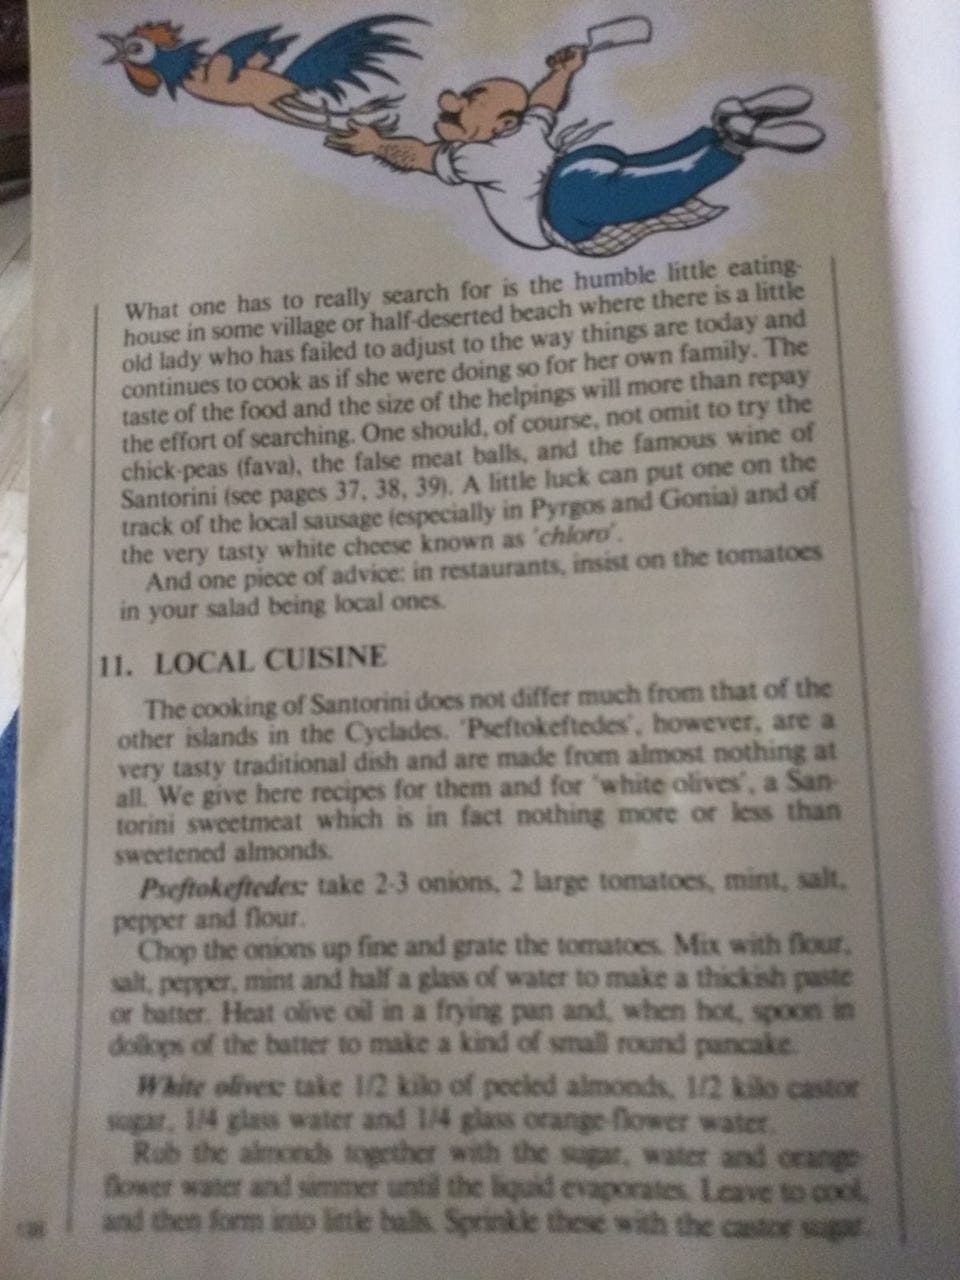 What one has to really search for is the humble little eating-
house in some village or half-deserted beach where there is a little
old lady who has failed to adjust to the way things are today and
continues to cook as if she were doing so for her own family. The
taste of the food and the size of the helpings will more than repay
the effort of searching. One should, of course, not omit to try the
chick-peas (fava), the false meat balls, and the famous wine of
Santorini (see pages 37, 38, 39). A little luck can put one on the
track of the local sausage (especially in Pyrgos and Gonia) and of
the very tasty white cheese known as 'chloro'.
And one piece of advice: in restaurants, insist on the tomatoes
in your salad being local ones.
11. LOCAL CUISINE
The cooking of Santorini does not differ much from that of the
other islands in the Cyclades. 'Pseftokeftedes', however, are a
very tasty traditional dish and are made from almost nothing at
all. We give here recipes for them and for 'white olives', a San-
torini sweetmeat which is in fact nothing more or less than
sweetened almonds.
Pseftokeftedes: take 2-3 onions, 2 large tomatoes, mint, salt,
pepper and flour.
Chop the onions up fine and grate the tomatoes. Mix with flour,
salt, pepper, mint and half a glass of water to make a thickish paste
or batter. Heat olive oil in a frying pan and, when hot, spoon in
dollops of the batter to make a kind of small round pancake.
White olives: take 1/2 kilo of peeled almonds, 1/2 kilo castor
sugar, 1/4 glass water and 1/4 glass orange-flower water.
Rub the almonds together with the sugar, water and orange-
flower water and simmer until the liquid evaporates. Leave to cool,
and then form into little balls. Sprinkle these with the castor sugar.